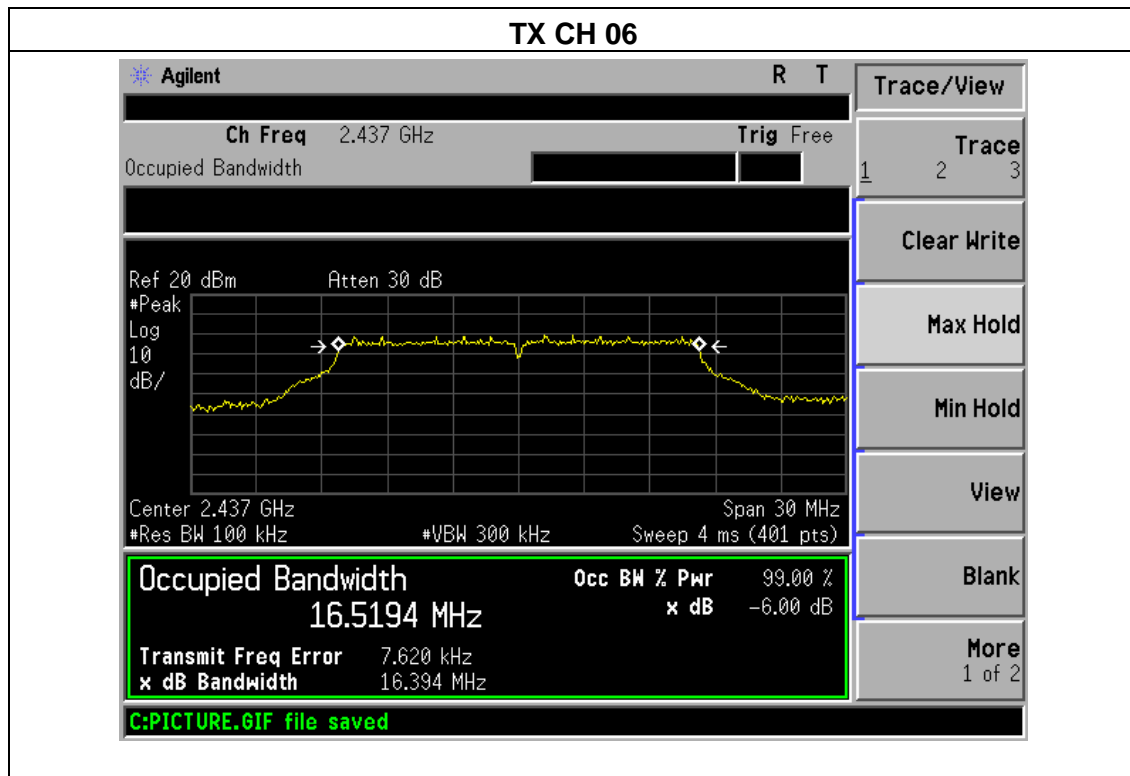 TX CH 06
Agilent R T
Trace/View
Ch Freq 2.437 GHz Trig Free
Occupied Bandwidth
Trace
1 2 3
Clear Write
Ref 20 dBm Atten 30 dB
#Peak
Log
10
dB/
Max Hold
Min Hold
View
Center 2.437 GHz Span 30 MHz
#Res BW 100 kHz #VBW 300 kHz Sweep 4 ms (401 pts)
Occupied Bandwidth Occ BW % Pwr 99.00 %
16.5194 MHz x dB -6.00 dB
Blank
Transmit Freq Error 7.620 kHz
x dB Bandwidth 16.394 MHz
More
1 of 2
C:PICTURE.GIF file saved